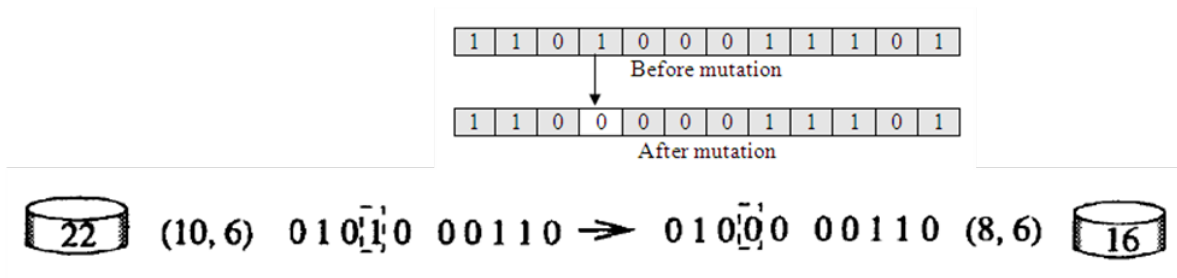 1 1 0 1 0 0 0 1 1 1 0 1
Before mutation
1 1 0 0 0 0 0 1 1 1 0 1
After mutation
22 (10, 6) 0 1 0 1 0 0 0 1 1 0 → 0 1 0 0 0 0 0 1 1 0 (8, 6) 16